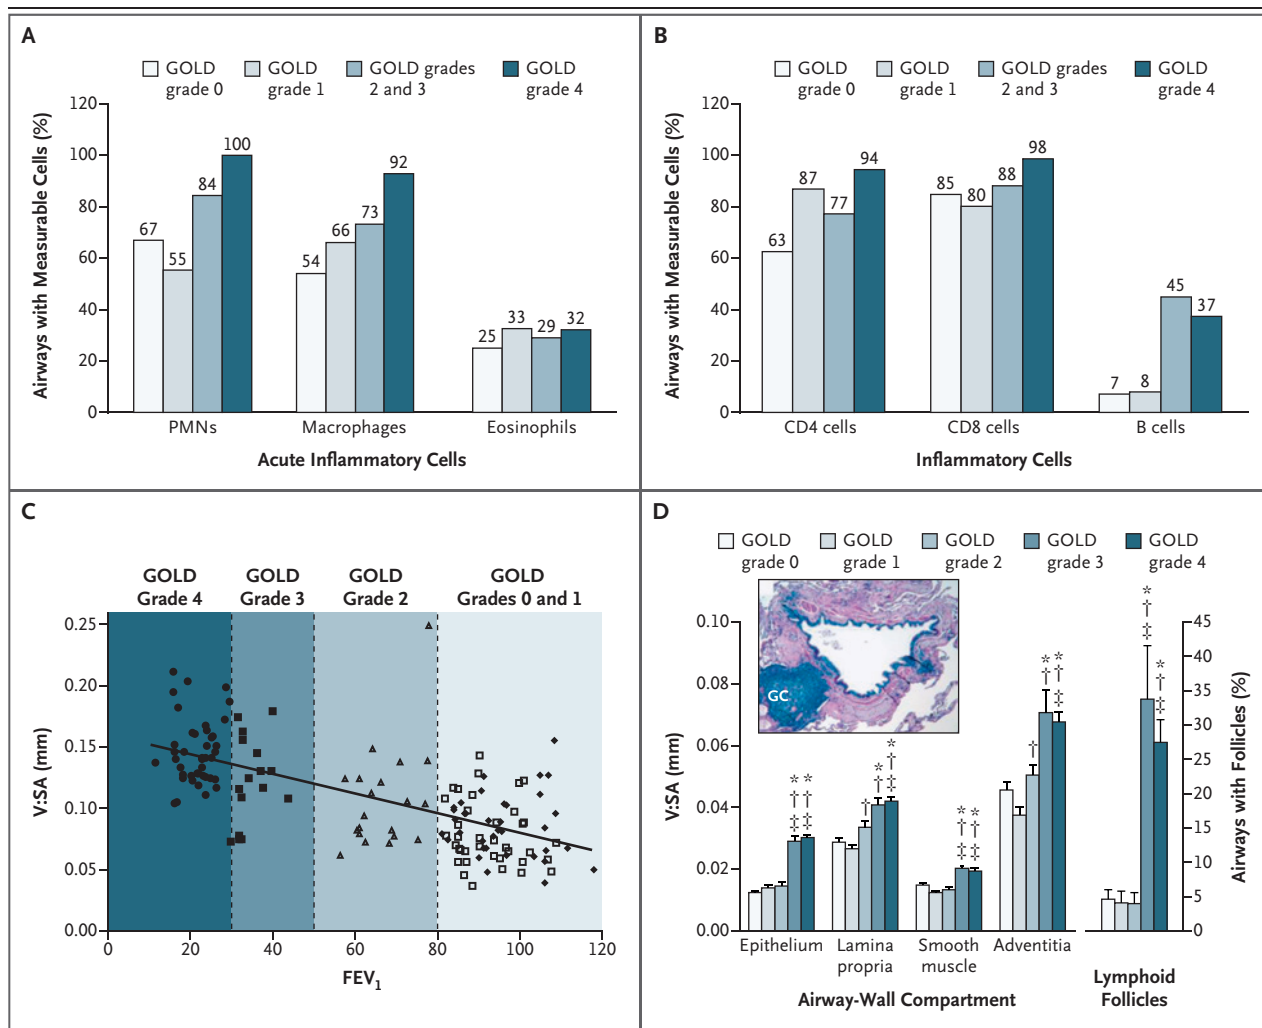 A
GOLD grade 0
GOLD grade 1
GOLD grades 2 and 3
GOLD grade 4
Airways with Measurable Cells (%)
120
100
80
60
40
20
0
67
55
84
100
54
66
73
92
25
33
29
32
PMNs
Macrophages
Eosinophils
Acute Inflammatory Cells
B
GOLD grade 0
GOLD grade 1
GOLD grades 2 and 3
GOLD grade 4
Airways with Measurable Cells (%)
120
100
80
60
40
20
0
63
87
77
94
85
80
88
98
7
8
45
37
CD4 cells
CD8 cells
B cells
Inflammatory Cells
C
GOLD Grade 4
GOLD Grade 3
GOLD Grade 2
GOLD Grades 0 and 1
V:SA (mm)
0.25
0.20
0.15
0.10
0.05
0.00
0
20
40
60
80
100
120
FEV₁
D
GOLD grade 0
GOLD grade 1
GOLD grade 2
GOLD grade 3
GOLD grade 4
GC
V:SA (mm)
0.10
0.08
0.06
0.04
0.02
0.00
* * 
† †
‡ ‡
*
* †
† † ‡
* *
† †
‡ ‡
* *
† † †
‡
*
†
‡
*
†
‡
45
40
35
30
25
20
15
10
5
0
Airways with Follicles (%)
Epithelium
Lamina propria
Smooth muscle
Adventitia
Airway-Wall Compartment
Lymphoid Follicles